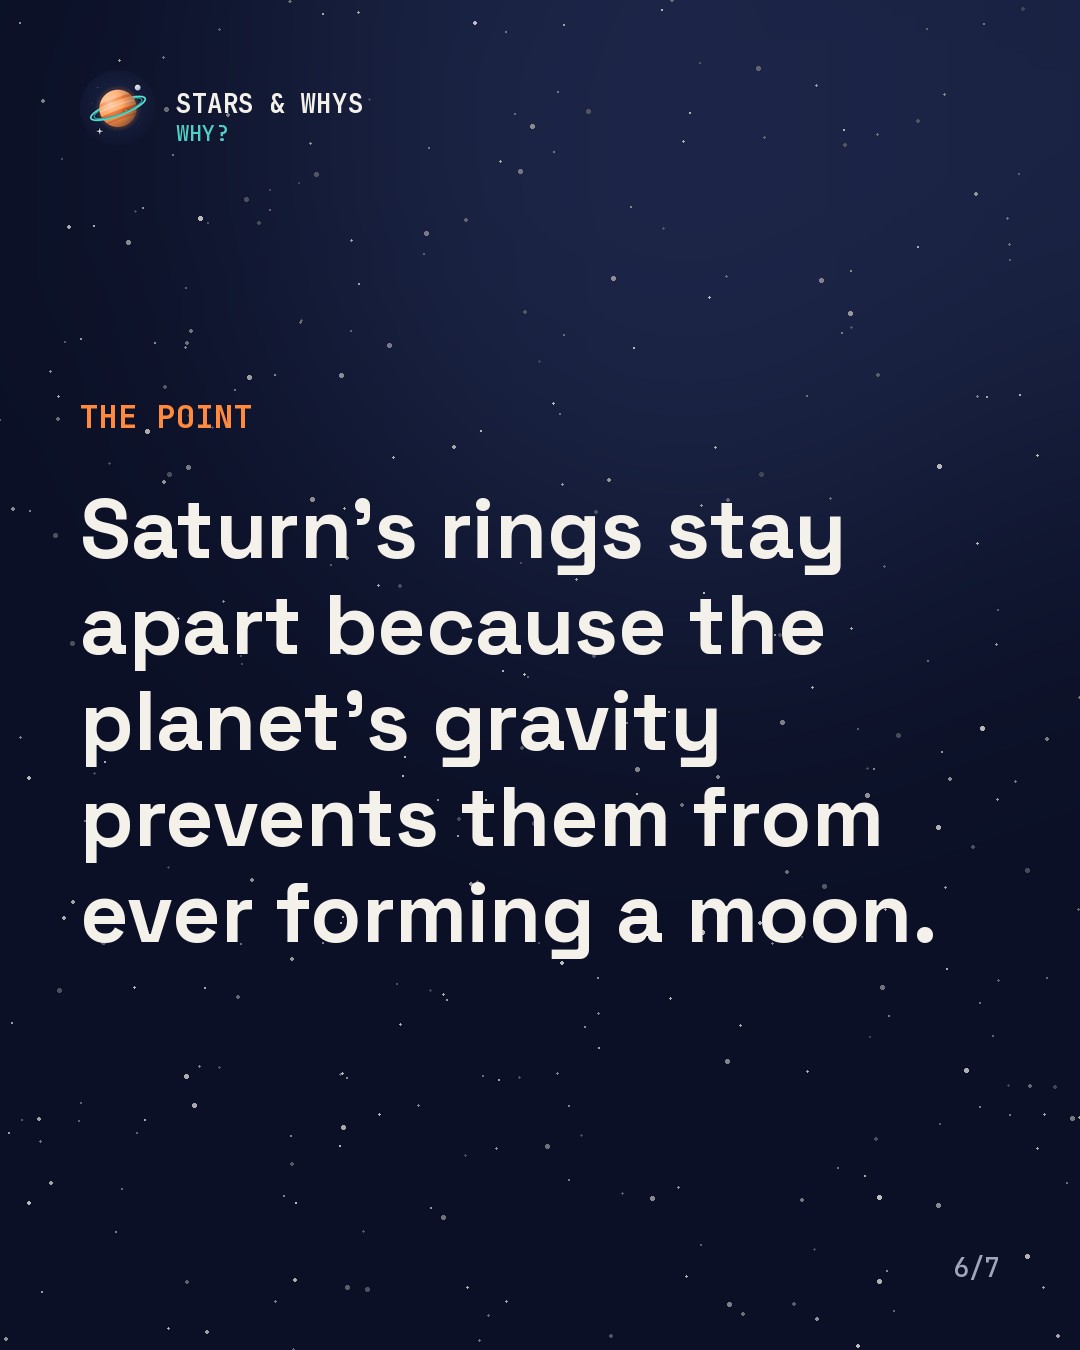 STARS & WHYS
WHY?
THE POINT
Saturn’s rings stay
apart because the
planet’s gravity
prevents them from
ever forming a moon.
6/7